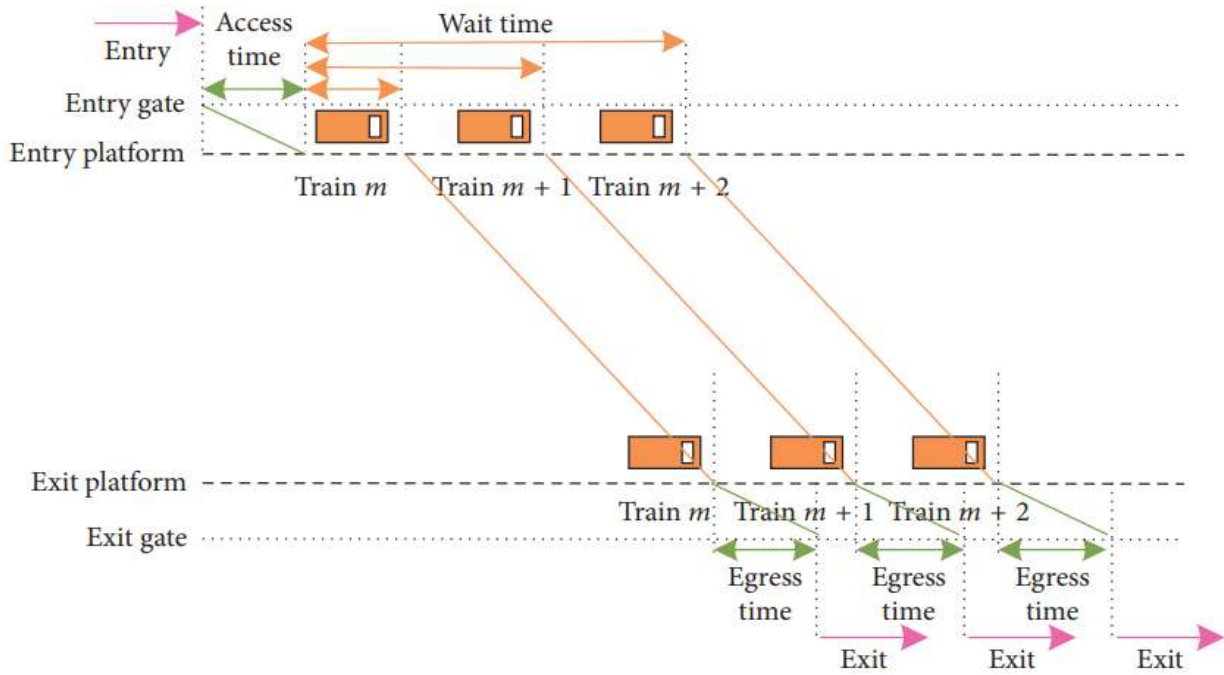 Entry
Access
time
Wait time
Entry gate
Entry platform
Train m
Train m + 1
Train m + 2
Exit platform
Train m
Train m + 1
Train m + 2
Exit gate
Egress
time
Egress
time
Egress
time
Exit
Exit
Exit